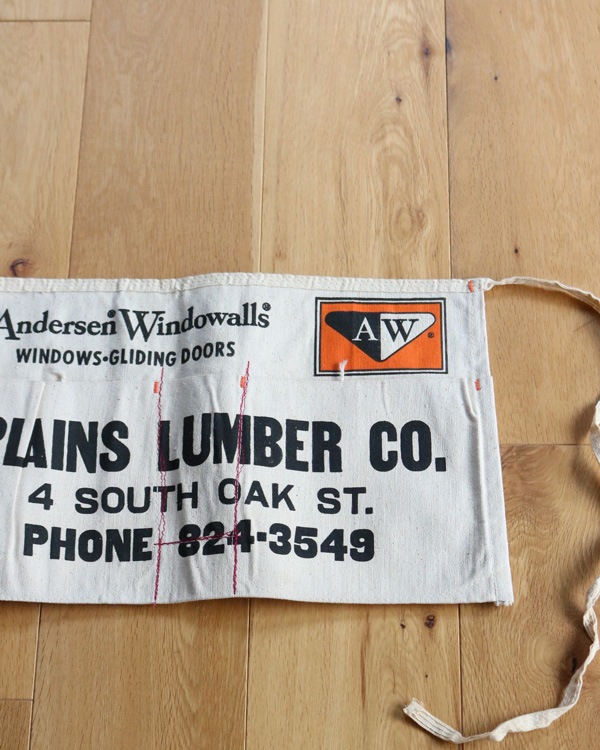 Andersen® Windowalls®
WINDOWS•GLIDING DOORS
AW®
PLAINS LUMBER CO.
4 SOUTH OAK ST.
PHONE 824-3549